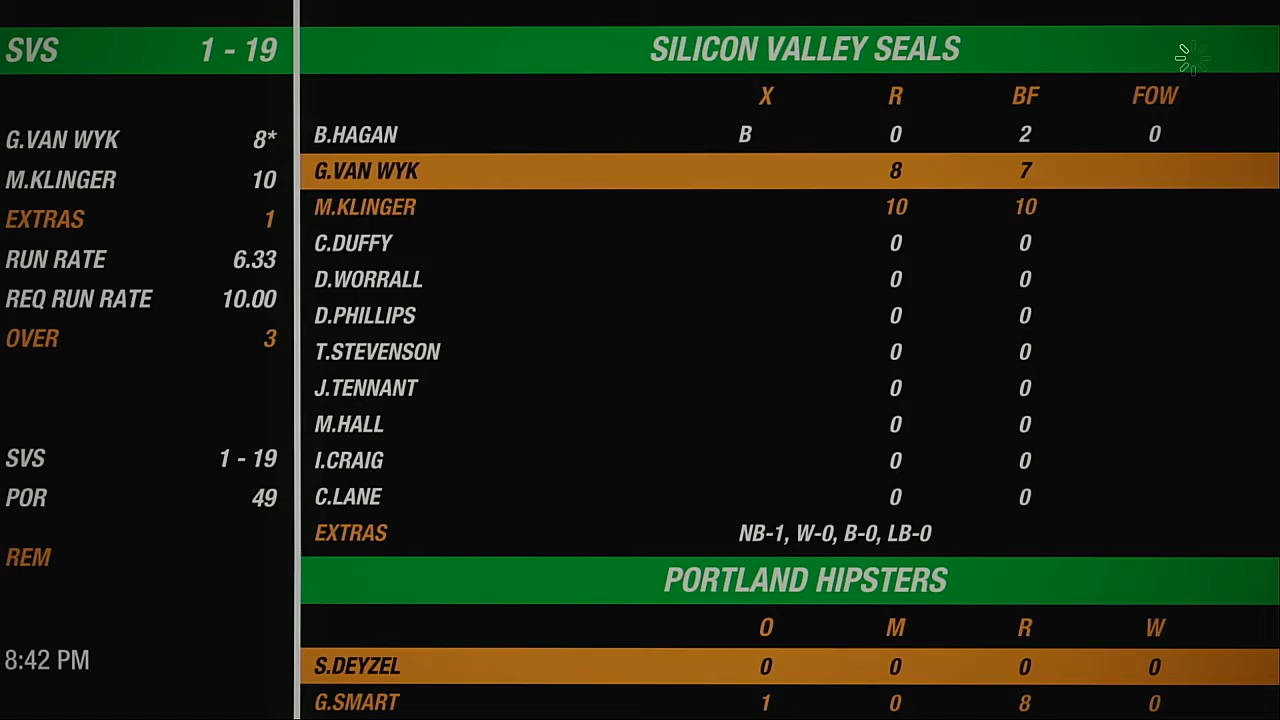 SVS 1 - 19
G.VAN WYK 8*
M.KLINGER 10
EXTRAS 1
RUN RATE 6.33
REQ RUN RATE 10.00
OVER 3
SVS 1 - 19
POR 49
REM
8:42 PM
SILICON VALLEY SEALS
X R BF FOW
B.HAGAN B 0 2 0
G.VAN WYK 8 7
M.KLINGER 10 10
C.DUFFY 0 0
D.WORRALL 0 0
D.PHILLIPS 0 0
T.STEVENSON 0 0
J.TENNANT 0 0
M.HALL 0 0
I.CRAIG 0 0
C.LANE 0 0
EXTRAS NB-1, W-0, B-0, LB-0
PORTLAND HIPSTERS
O M R W
S.DEYZEL 0 0 0 0
G.SMART 1 0 8 0